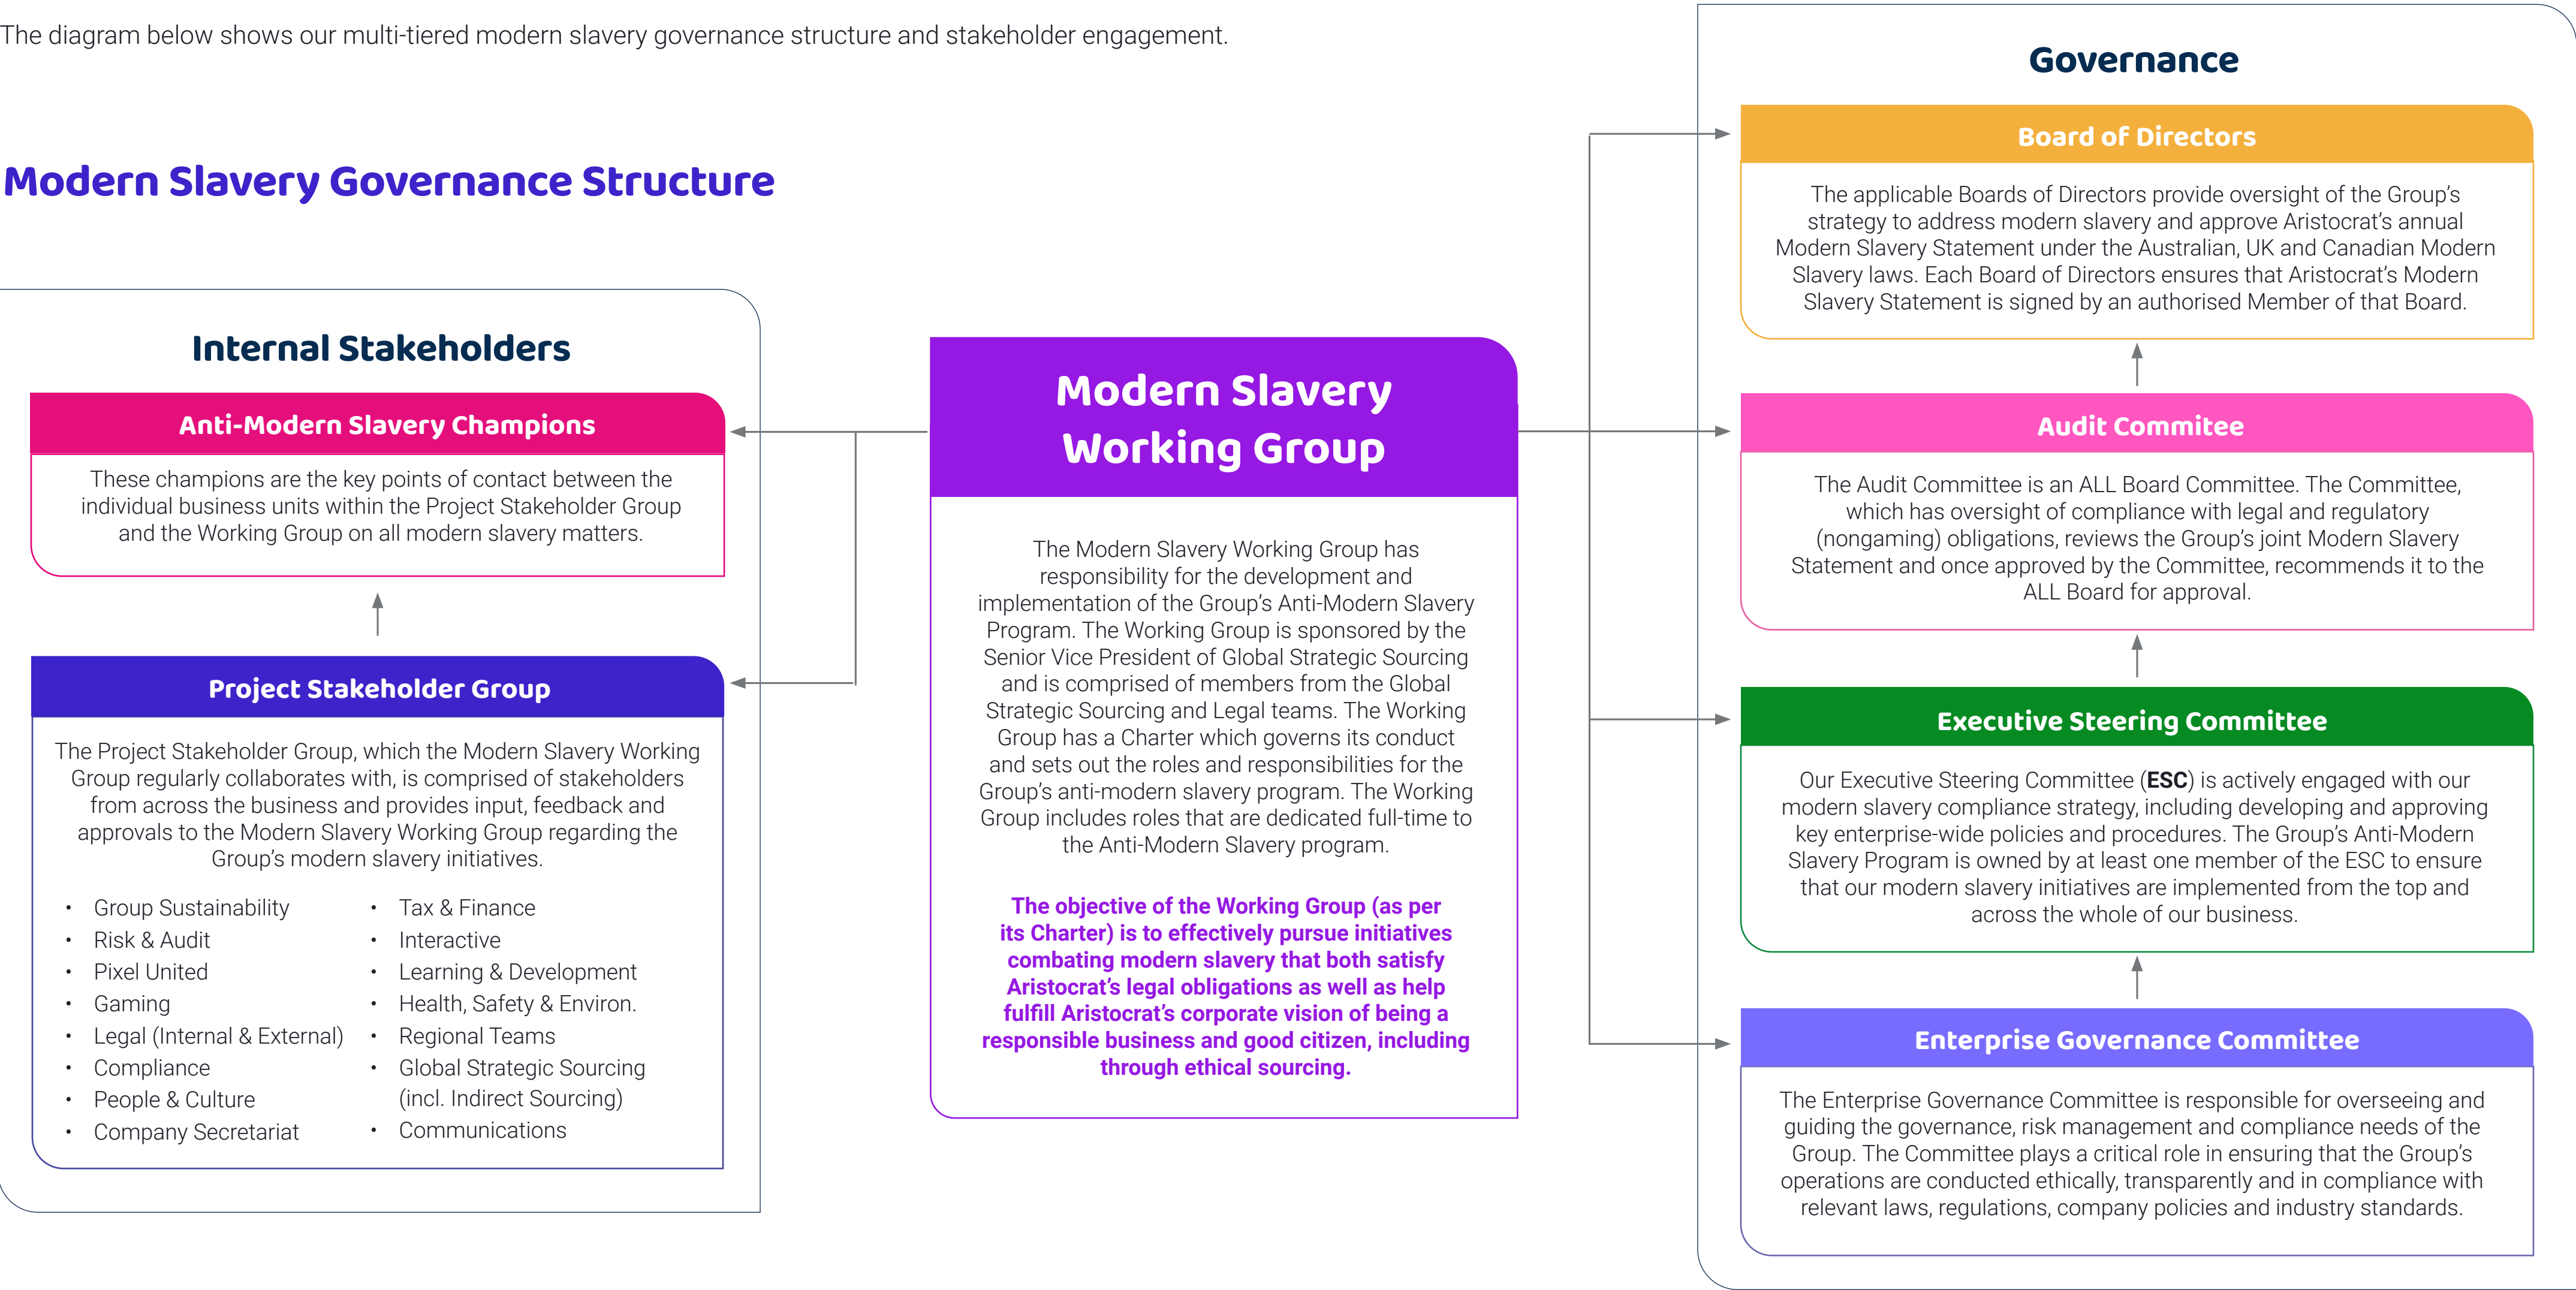 The diagram below shows our multi-tiered modern slavery governance structure and stakeholder engagement.
Modern Slavery Governance Structure
Internal Stakeholders
Anti-Modern Slavery Champions
These champions are the key points of contact between the
individual business units within the Project Stakeholder Group
and the Working Group on all modern slavery matters.
Project Stakeholder Group
The Project Stakeholder Group, which the Modern Slavery Working
Group regularly collaborates with, is comprised of stakeholders
from across the business and provides input, feedback and
approvals to the Modern Slavery Working Group regarding the
Group’s modern slavery initiatives.
• Group Sustainability
• Risk & Audit
• Pixel United
• Gaming
• Legal (Internal & External)
• Compliance
• People & Culture
• Company Secretariat
• Tax & Finance
• Interactive
• Learning & Development
• Health, Safety & Environ.
• Regional Teams
• Global Strategic Sourcing
(incl. Indirect Sourcing)
• Communications
Modern Slavery
Working Group
The Modern Slavery Working Group has
responsibility for the development and
implementation of the Group’s Anti-Modern Slavery
Program. The Working Group is sponsored by the
Senior Vice President of Global Strategic Sourcing
and is comprised of members from the Global
Strategic Sourcing and Legal teams. The Working
Group has a Charter which governs its conduct
and sets out the roles and responsibilities for the
Group’s anti-modern slavery program. The Working
Group includes roles that are dedicated full-time to
the Anti-Modern Slavery program.
The objective of the Working Group (as per
its Charter) is to effectively pursue initiatives
combating modern slavery that both satisfy
Aristocrat’s legal obligations as well as help
fulfill Aristocrat’s corporate vision of being a
responsible business and good citizen, including
through ethical sourcing.
Governance
Board of Directors
The applicable Boards of Directors provide oversight of the Group’s
strategy to address modern slavery and approve Aristocrat’s annual
Modern Slavery Statement under the Australian, UK and Canadian Modern
Slavery laws. Each Board of Directors ensures that Aristocrat’s Modern
Slavery Statement is signed by an authorised Member of that Board.
Audit Commitee
The Audit Committee is an ALL Board Committee. The Committee,
which has oversight of compliance with legal and regulatory
(nongaming) obligations, reviews the Group’s joint Modern Slavery
Statement and once approved by the Committee, recommends it to the
ALL Board for approval.
Executive Steering Committee
Our Executive Steering Committee (ESC) is actively engaged with our
modern slavery compliance strategy, including developing and approving
key enterprise-wide policies and procedures. The Group’s Anti-Modern
Slavery Program is owned by at least one member of the ESC to ensure
that our modern slavery initiatives are implemented from the top and
across the whole of our business.
Enterprise Governance Committee
The Enterprise Governance Committee is responsible for overseeing and
guiding the governance, risk management and compliance needs of the
Group. The Committee plays a critical role in ensuring that the Group’s
operations are conducted ethically, transparently and in compliance with
relevant laws, regulations, company policies and industry standards.